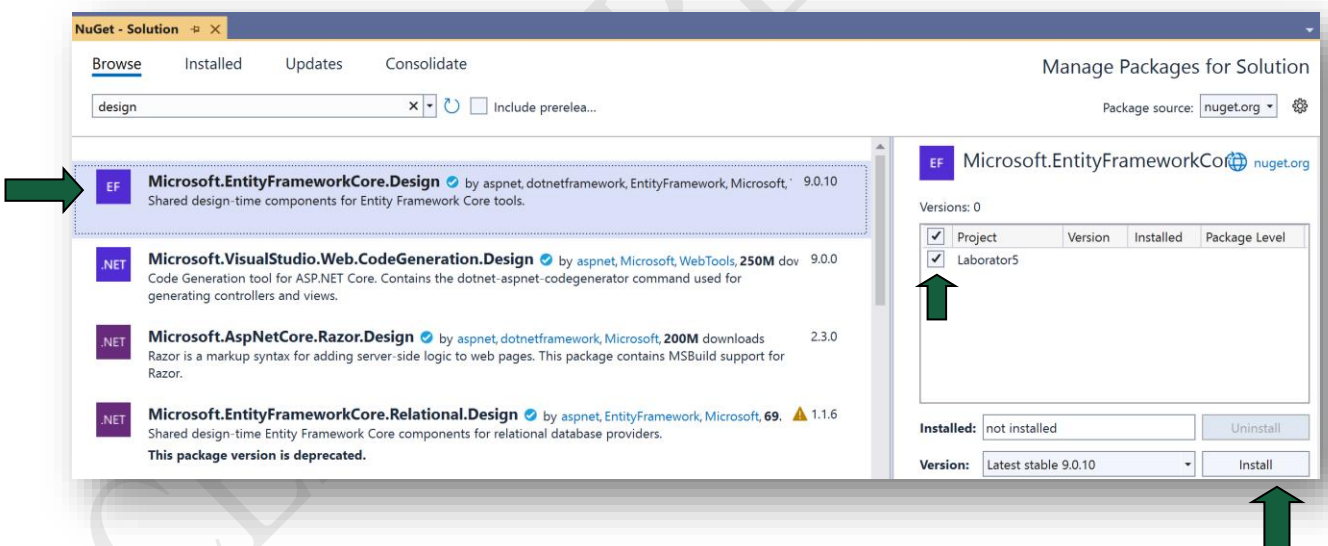 NuGet - Solution
Browse Installed Updates Consolidate
Manage Packages for Solution
design
Include prerelea...
Package source: nuget.org
EF
Microsoft.EntityFrameworkCore.Design by aspnet, dotnetframework, EntityFramework, Microsoft, 9.0.10
Shared design-time components for Entity Framework Core tools.
.NET
Microsoft.VisualStudio.Web.CodeGeneration.Design by aspnet, Microsoft, WebTools, 250M dov 9.0.0
Code Generation tool for ASP.NET Core. Contains the dotnet-aspnet-codegenerator command used for
generating controllers and views.
.NET
Microsoft.AspNetCore.Razor.Design by aspnet, dotnetframework, Microsoft, 200M downloads 2.3.0
Razor is a markup syntax for adding server-side logic to web pages. This package contains MSBuild support for
Razor.
.NET
Microsoft.EntityFrameworkCore.Relational.Design by aspnet, EntityFramework, Microsoft, 69. 1.1.6
Shared design-time Entity Framework Core components for relational database providers.
This package version is deprecated.
EF
Microsoft.EntityFrameworkCor nuget.org
Versions: 0
Project Version Installed Package Level
Laborator5
Installed: not installed Uninstall
Version: Latest stable 9.0.10 Install